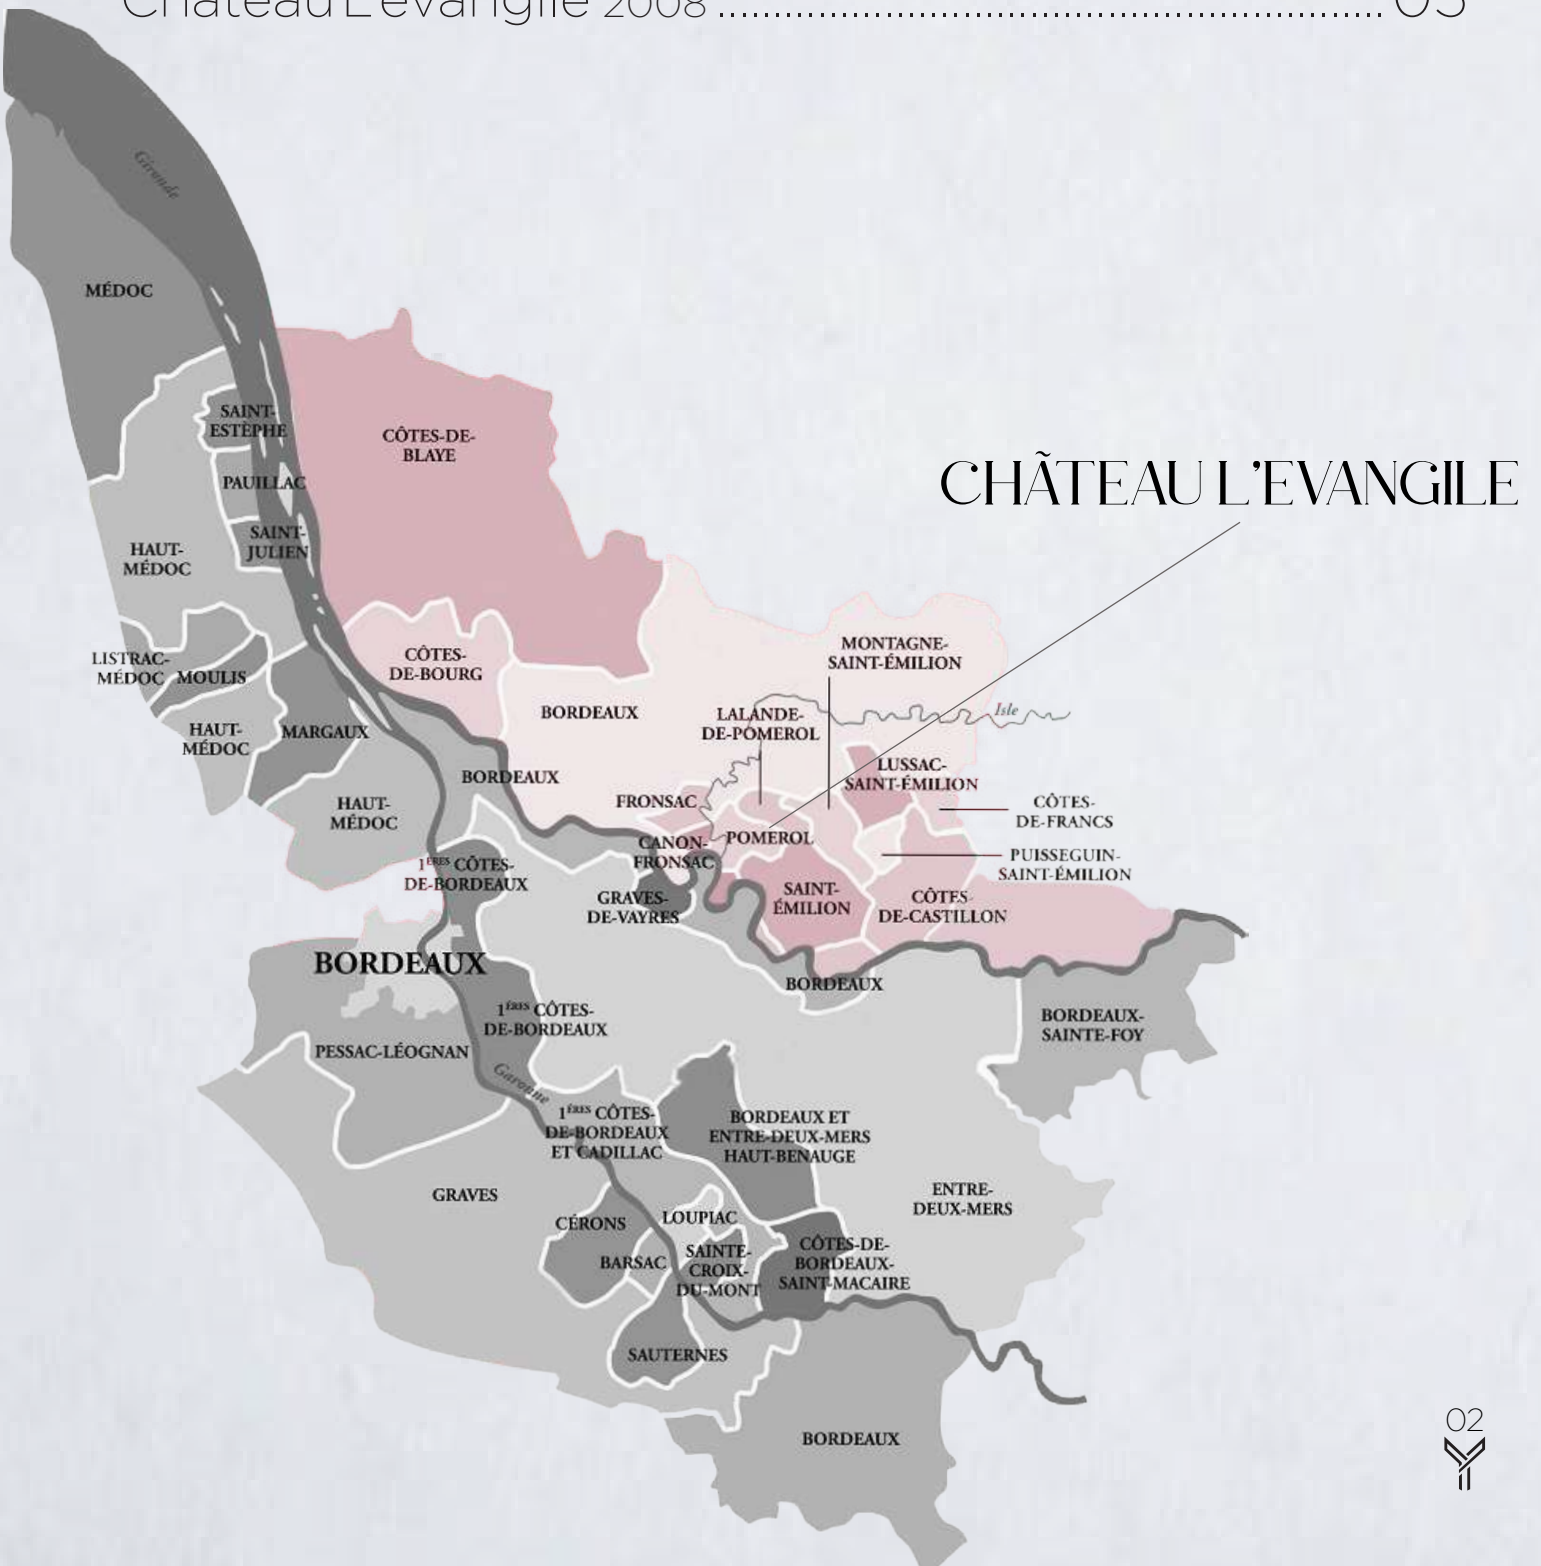 Château L'évangile 2008 ........................................................................ 03
Gironde
MÉDOC
SAINT-
ESTÈPHE
CÔTES-DE-
BLAYE
PAUILLAC
CHÃTEAU L'EVANGILE
SAINT-
JULIEN
HAUT-
MÉDOC
LISTRAC-
MÉDOC
MOULIS
CÔTES-
DE-BOURG
MONTAGNE-
SAINT-ÉMILION
HAUT-
MÉDOC
MARGAUX
BORDEAUX
LALANDE-
DE-POMEROL
Isle
BORDEAUX
LUSSAC-
SAINT-ÉMILION
HAUT-
MÉDOC
FRONSAC
CÔTES-
DE-FRANCS
CANON-
FRONSAC
POMEROL
PUISSEGUIN-
SAINT-ÉMILION
1ÈRES CÔTES-
DE-BORDEAUX
GRAVES-
DE-VAYRES
SAINT-
ÉMILION
CÔTES-
DE-CASTILLON
BORDEAUX
BORDEAUX
1ÈRES CÔTES-
DE-BORDEAUX
BORDEAUX-
SAINTE-FOY
PESSAC-LÉOGNAN
Garonne
1ÈRES CÔTES-
DE-BORDEAUX
ET CADILLAC
BORDEAUX ET
ENTRE-DEUX-MERS
HAUT-BENAUGE
GRAVES
ENTRE-
DEUX-MERS
CÉRONS
LOUPIAC
BARSAC
SAINTE-
CROIX-
DU-MONT
CÔTES-DE-
BORDEAUX-
SAINT-MACAIRE
SAUTERNES
BORDEAUX
02